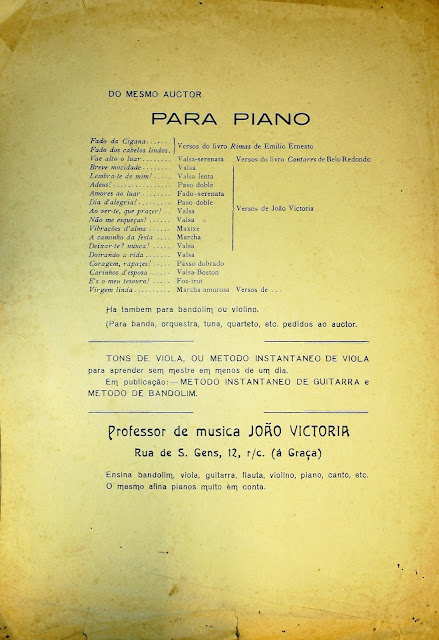 DO MESMO AUCTOR
PARA PIANO
Fado da Cigana......
Fado dos cabelos lindos. Versos do livro Rimas de Emilio Ernesto
Vae alto o luar........ Valsa-serenata Versos do livro Cantares de Belo Redondo
Breve mocidade........ Valsa
Lembra-te de mim!.... Valsa lenta
Adeus!.............. Paso doble
Amores ao luar....... Fado-serenata
Dia d'alegria!........ Paso doble
Ao ver-te, que prazer!.. Valsa Versos de João Victoria
Não me esqueças!..... Valsa
Vibrações d'alma..... Maxixe
A caminho da festa.... Marcha
Deixar-te? nunca!.... Valsa
Doirando a vida....... Valsa
Coragem, rapazes!.... Passo dobrado
Carinhos d'esposa..... Valsa-Boston
E's o meu tesouro!.... Fox-trot
Virgem linda.......... Marcha amorosa Versos de ...
Ha tambem para bandolim ou violino.
(Para banda, orquestra, tuna, quarteto, etc. pedidos ao auctor.
TONS DE VIOLA, OU METODO INSTANTANEO DE VIOLA
para aprender sem mestre em menos de um dia.
Em publicação:—METODO INSTANTANEO DE GUITARRA e
METODO DE BANDOLIM.
Professor de musica JOÃO VICTORIA
Rua de S. Gens, 12, r/c. (á Graça)
Ensina bandolim, viola, guitarra, flauta, violino, piano, canto, etc.
O mesmo afina pianos muito em conta.